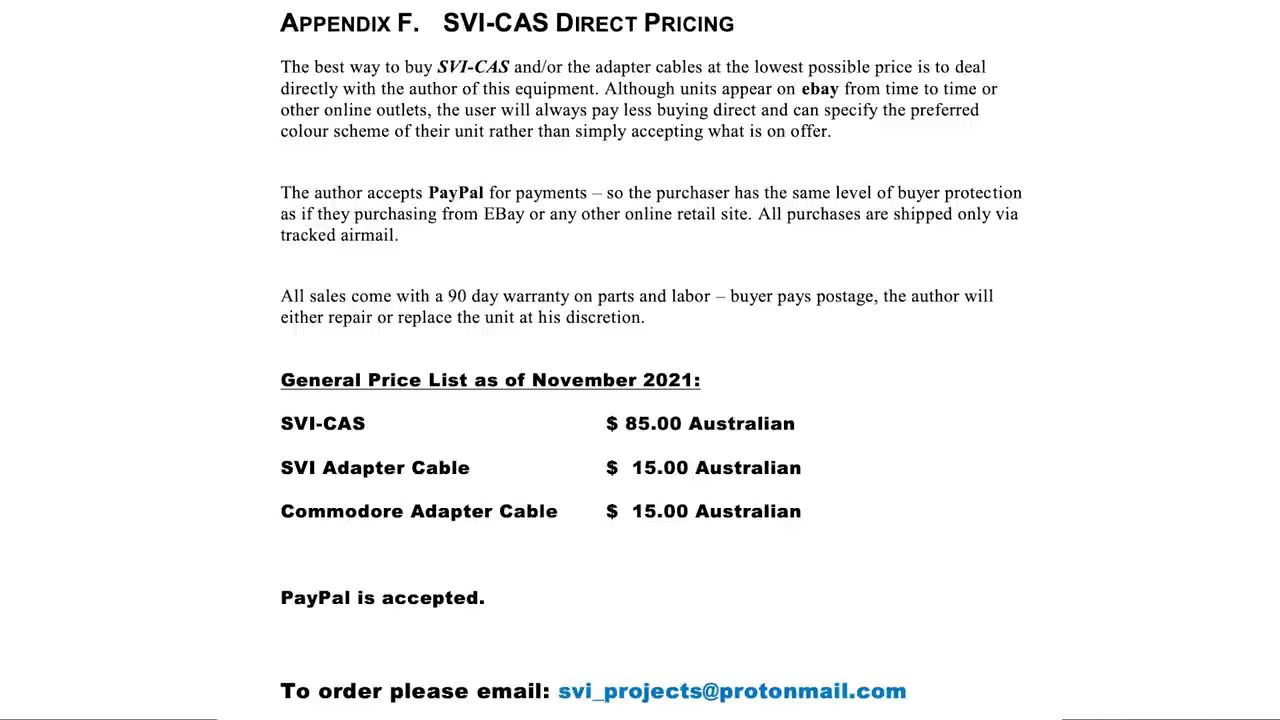 APPENDIX F. SVI-CAS DIRECT PRICING
The best way to buy SVI-CAS and/or the adapter cables at the lowest possible price is to deal
directly with the author of this equipment. Although units appear on ebay from time to time or
other online outlets, the user will always pay less buying direct and can specify the preferred
colour scheme of their unit rather than simply accepting what is on offer.
The author accepts PayPal for payments – so the purchaser has the same level of buyer protection
as if they purchasing from EBay or any other online retail site. All purchases are shipped only via
tracked airmail.
All sales come with a 90 day warranty on parts and labor – buyer pays postage, the author will
either repair or replace the unit at his discretion.
General Price List as of November 2021:
SVI-CAS $ 85.00 Australian
SVI Adapter Cable $ 15.00 Australian
Commodore Adapter Cable $ 15.00 Australian
PayPal is accepted.
To order please email: svi_projects@protonmail.com